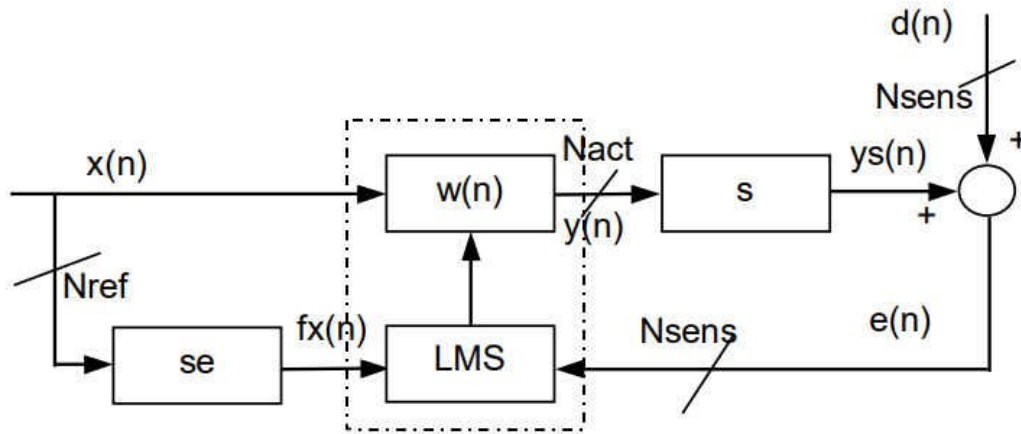 d(n)
Nsens
+
x(n)
w(n)
Nact
y(n)
s
ys(n)
+
Nref
se
fx(n)
LMS
Nsens
e(n)